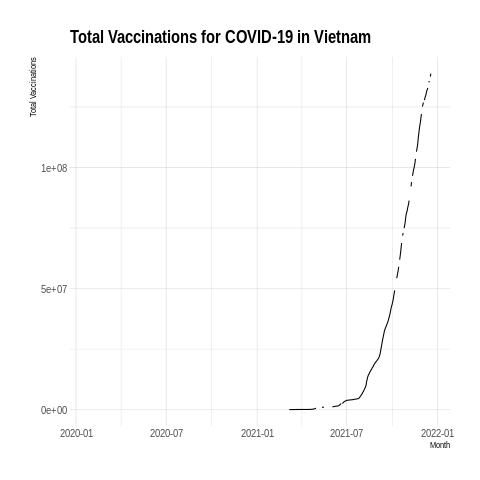 Total Vaccinations for COVID-19 in Vietnam
Total Vaccinations
1e+08
5e+07
0e+00
2020-01 2020-07 2021-01 2021-07 2022-01
Month